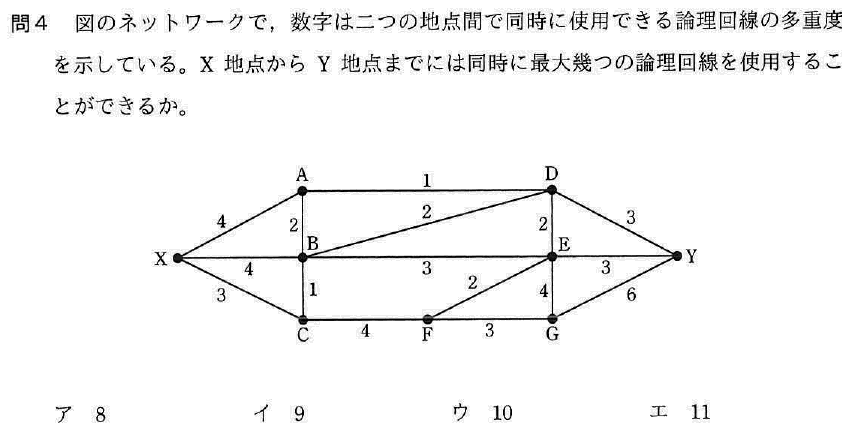 問4 図のネットワークで，数字は二つの地点間で同時に使用できる論理回線の多重度
を示している。X 地点から Y 地点までには同時に最大幾つの論理回線を使用するこ
とができるか。
A 1 D
4 2 2 2 3
X B E Y
4 3 3
3 1 2 4 6
C 4 F 3 G
ア 8 イ 9 ウ 10 エ 11